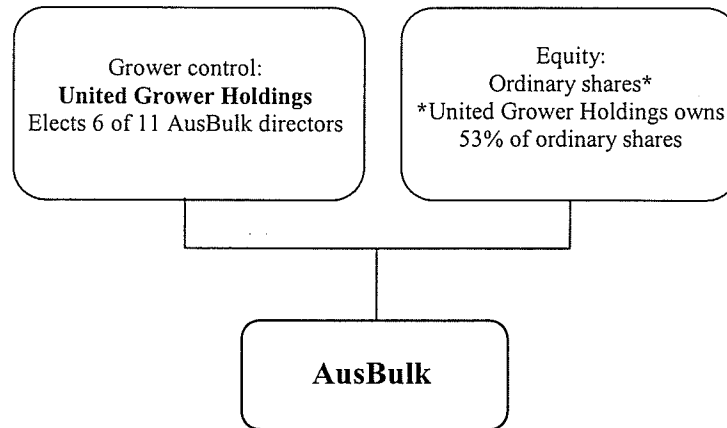 Grower control:
United Grower Holdings
Elects 6 of 11 AusBulk directors
Equity:
Ordinary shares*
*United Grower Holdings owns
53% of ordinary shares
AusBulk